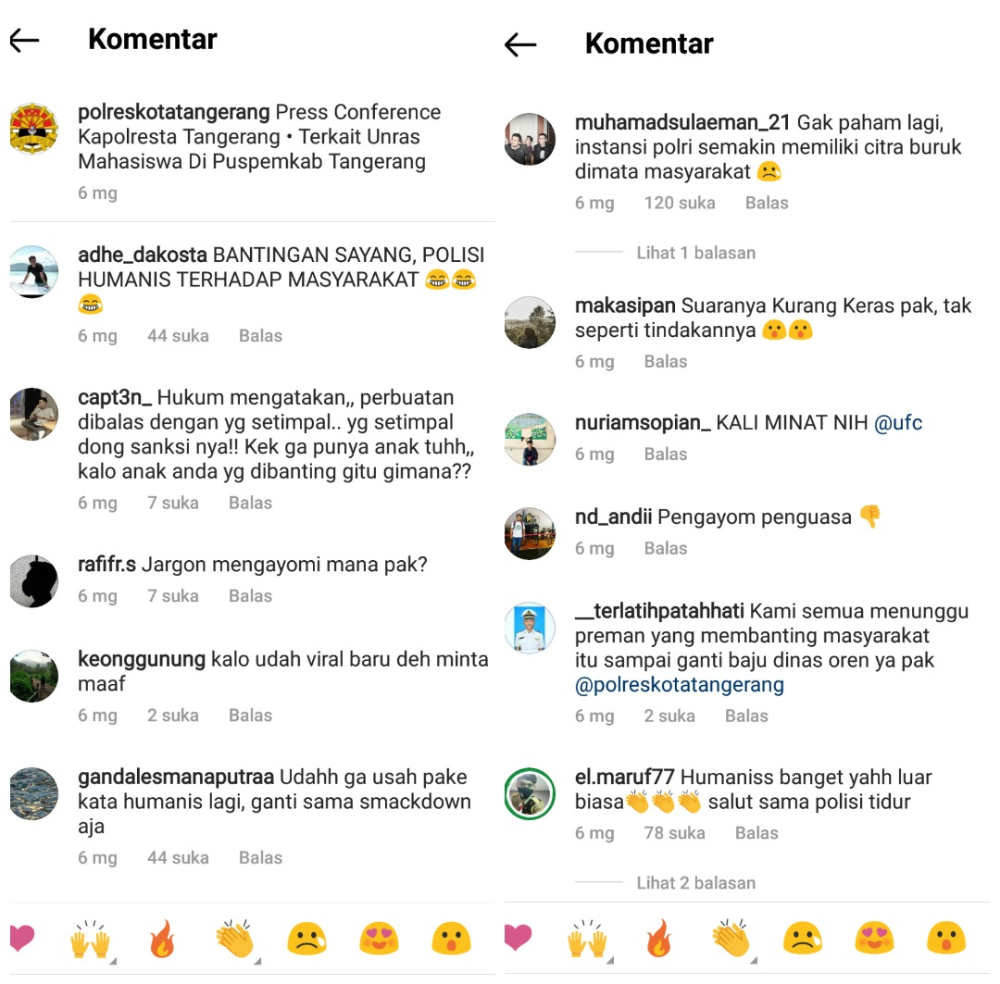 Komentar
polreskotatangerang Press Conference
Kapolresta Tangerang • Terkait Unras
Mahasiswa Di Puspemkab Tangerang
6 mg
adhe_dakosta BANTINGAN SAYANG, POLISI
HUMANIS TERHADAP MASYARAKAT 😂😂
😂
6 mg 44 suka Balas
capt3n_ Hukum mengatakan,, perbuatan
dibalas dengan yg setimpal.. yg setimpal
dong sanksi nya!! Kek ga punya anak tuhh,,
kalo anak anda yg dibanting gitu gimana??
6 mg 7 suka Balas
rafifr.s Jargon mengayomi mana pak?
6 mg 7 suka Balas
keonggunung kalo udah viral baru deh minta
maaf
6 mg 2 suka Balas
gandalesmanaputraa Udahh ga usah pake
kata humanis lagi, ganti sama smackdown
aja
6 mg 44 suka Balas
Komentar
muhamadsulaeman_21 Gak paham lagi,
instansi polri semakin memiliki citra buruk
dimata masyarakat 😢
6 mg 120 suka Balas
Lihat 1 balasan
makasipan Suaranya Kurang Keras pak, tak
seperti tindakannya 😮😮
6 mg Balas
nuriamsopian_ KALI MINAT NIH @ufc
6 mg Balas
nd_andii Pengayom penguasa 👎
6 mg Balas
__terlatihpatahhati Kami semua menunggu
preman yang membanting masyarakat
itu sampai ganti baju dinas oren ya pak
@polreskotatangerang
6 mg 2 suka Balas
el.maruf77 Humaniss banget yahh luar
biasa👏👏👏 salut sama polisi tidur
6 mg 78 suka Balas
Lihat 2 balasan